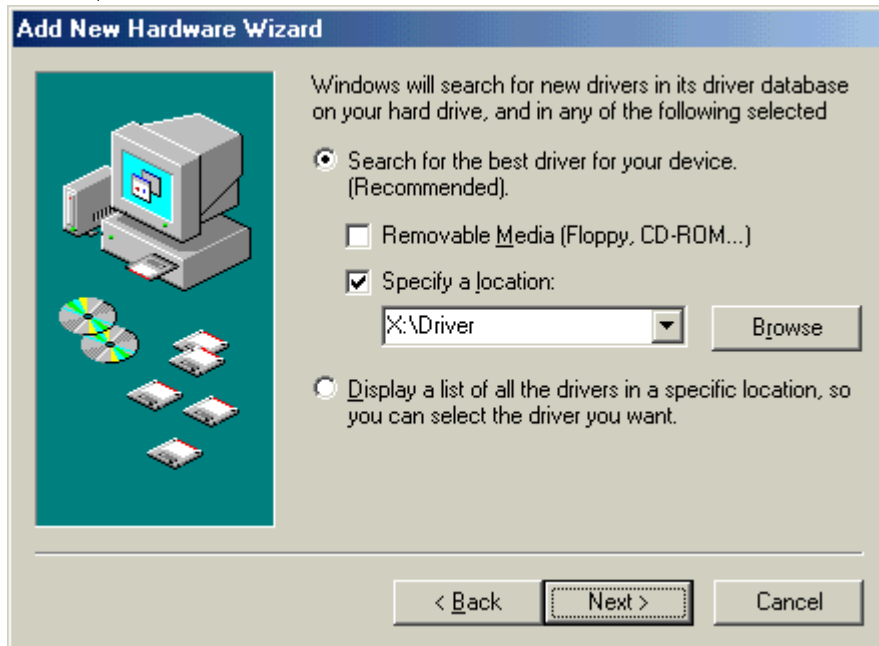 Add New Hardware Wizard
Windows will search for new drivers in its driver database
on your hard drive, and in any of the following selected
Search for the best driver for your device.
(Recommended).
Removable Media (Floppy, CD-ROM...)
Specify a location:
X:\Driver
Browse
Display a list of all the drivers in a specific location, so
you can select the driver you want.
< Back
Next >
Cancel